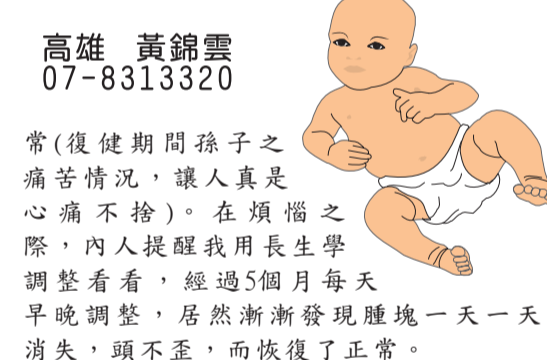 高雄　黃錦雲
07-8313320
常(復健期間孫子之
痛苦情況，讓人真是
心痛不捨)。在煩惱之
際，內人提醒我用長生學
調整看看，經過5個月每天
早晚調整，居然漸漸發現腫塊一天一天
消失，頭不歪，而恢復了正常。